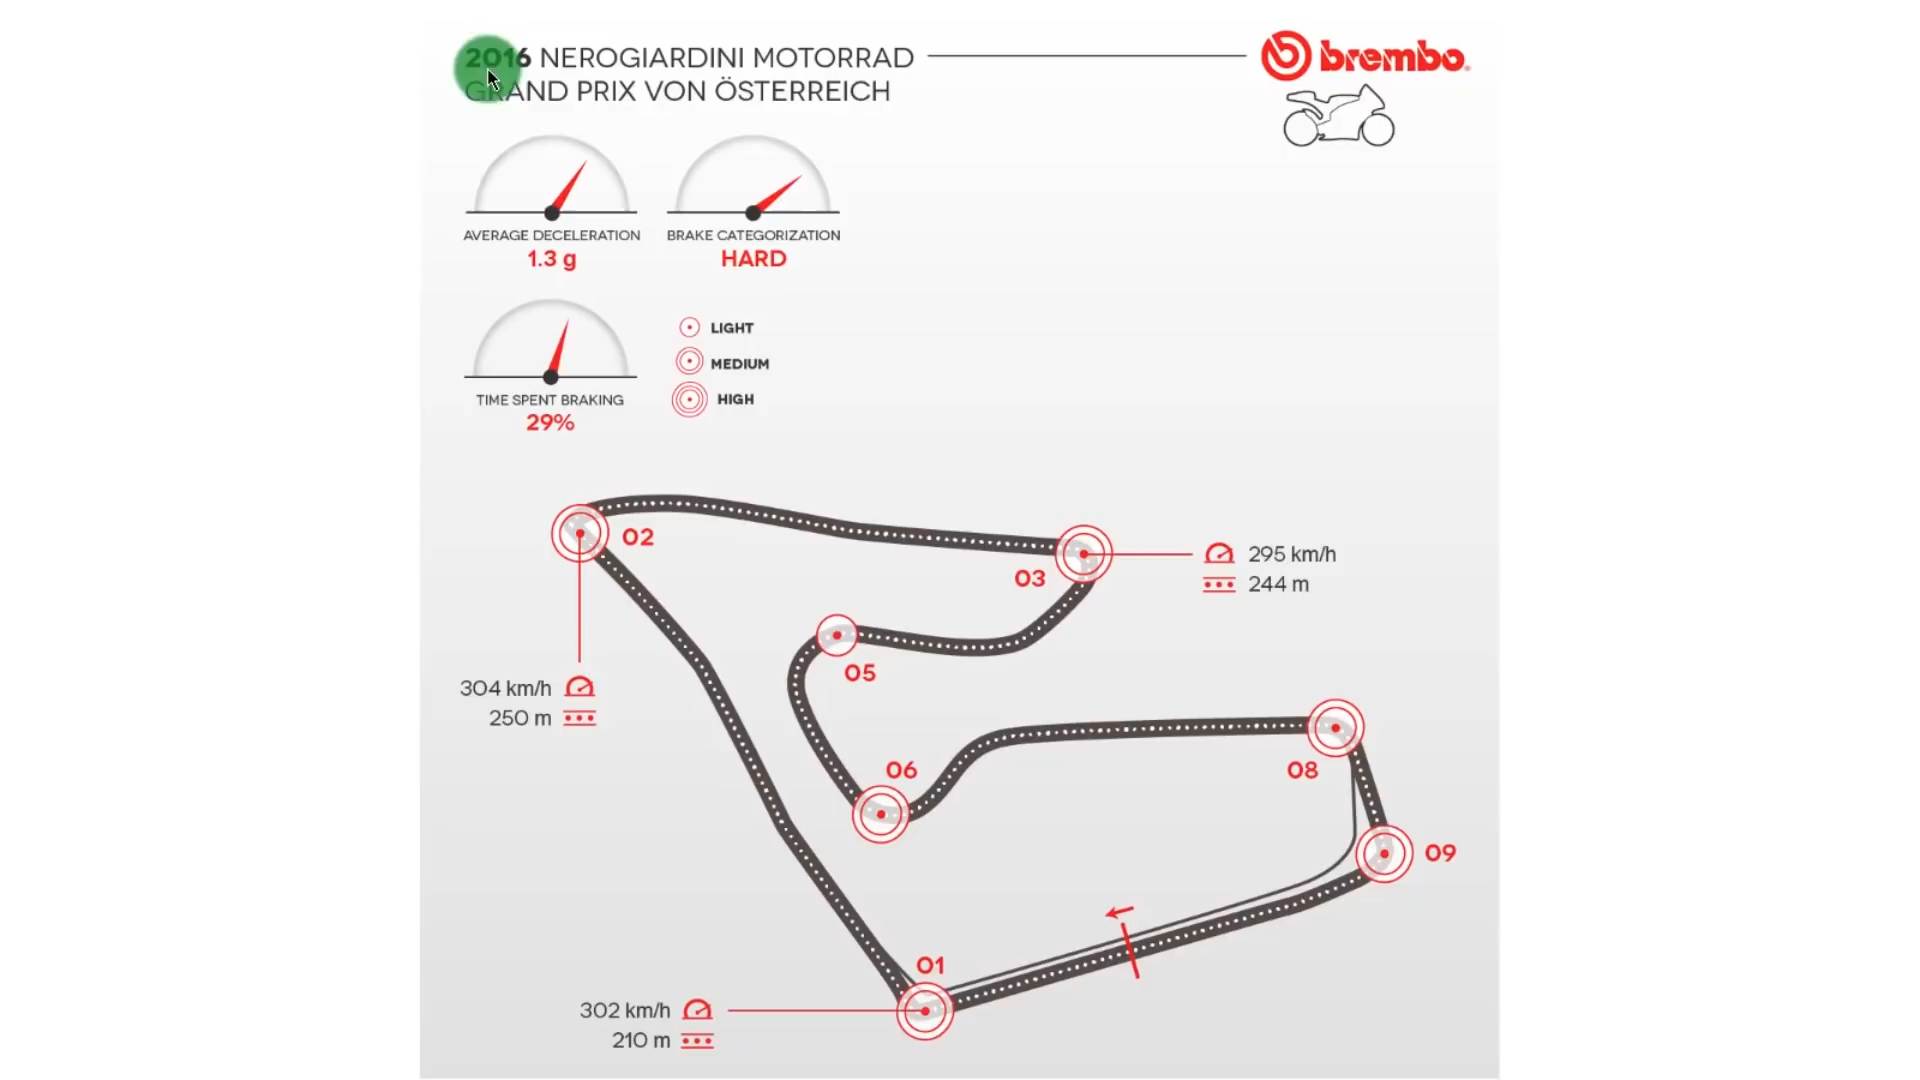 2016 NEROGIARDINI MOTORRAD
GRAND PRIX VON ÖSTERREICH
brembo
AVERAGE DECELERATION
1.3 g
BRAKE CATEGORIZATION
HARD
TIME SPENT BRAKING
29%
LIGHT
MEDIUM
HIGH
02
03
295 km/h
244 m
05
304 km/h
250 m
06
08
09
01
302 km/h
210 m